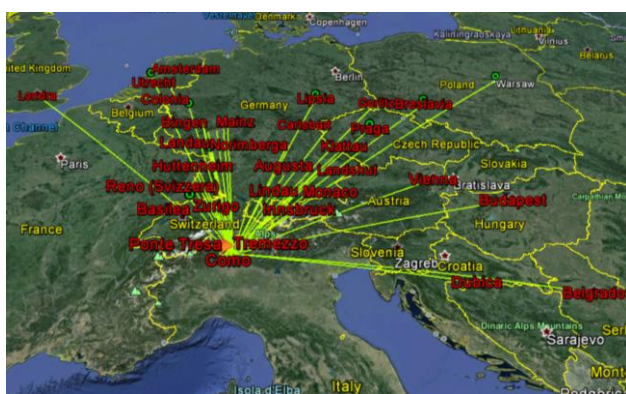 Denmark
Copenhagen
Kaliningradskaya
Lithuania
Vilnius
Belarus
United Kingdom
Amsterdam
Utrecht
Berlin
Poland
Warsaw
Londra
Colonia
Lipsia
Breslavia
Belgium
Germany
Channel
Bingen
Mainz
Carlsbad
Praga
Landau
Norimberga
Klattau
Czech Republic
Paris
Huttenheim
Augusta
Landshut
Slovakia
Reno (Svizzera)
Lindau
Monaco
Vienna
Bratislava
Basilea
Zurigo
Innsbruck
Austria
Budapest
France
Switzerland
Hungary
Ponte Tresa
Tremezzo
Slovenia
Como
Zagreb
Croatia
Dubica
Belgrado
Dinaric Alps Mountains
Sarajevo
Isola d'Elba
Italy